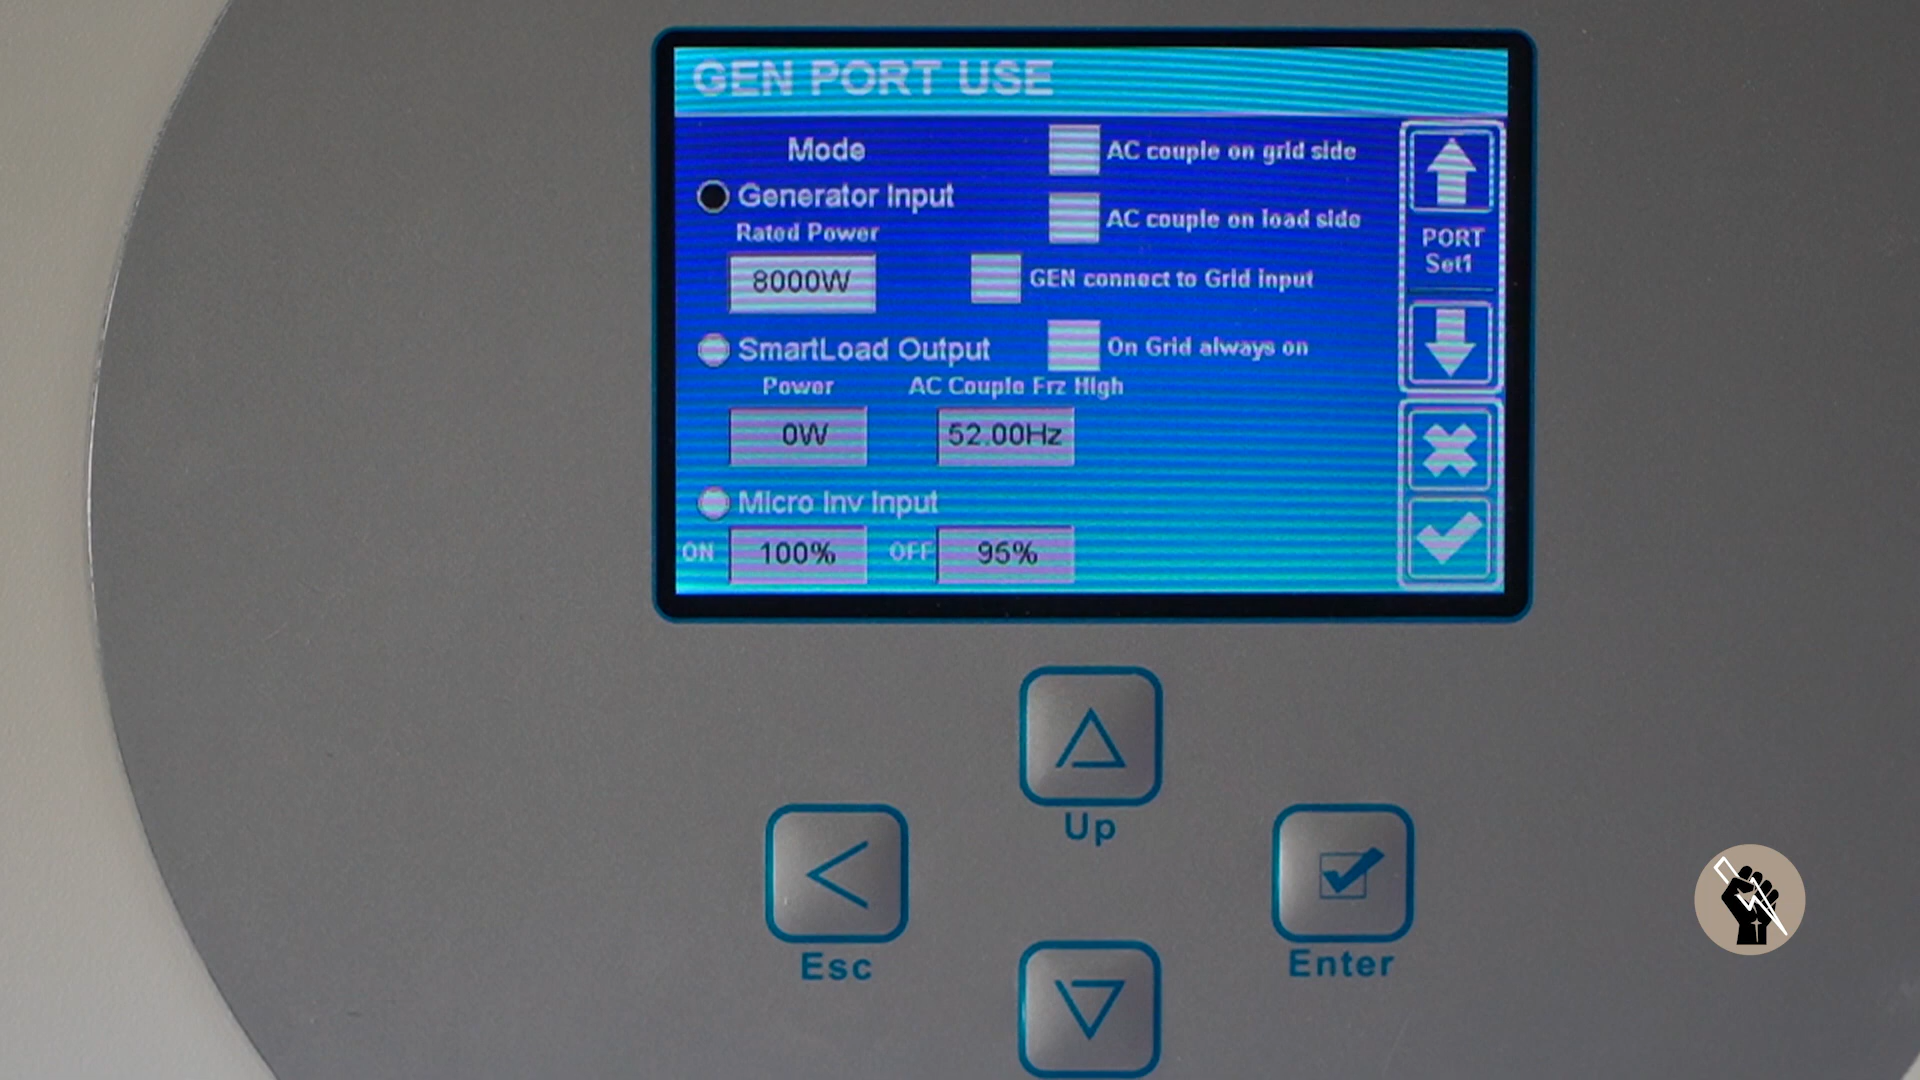 GEN PORT USE
Mode
AC couple on grid side
Generator Input
AC couple on load side
Rated Power
8000W
GEN connect to Grid input
PORT
Set1
SmartLoad Output
On Grid always on
Power
AC Couple Frz High
0W
52.00Hz
Micro Inv Input
ON
100%
OFF
95%
Up
Esc
Enter